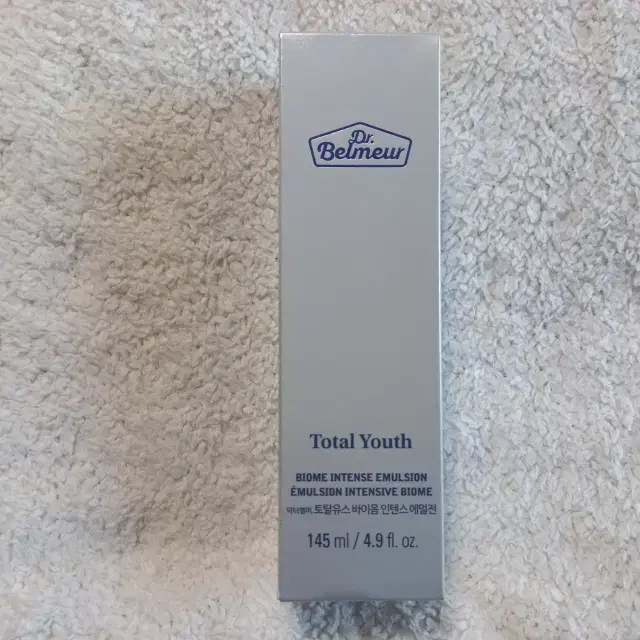 Dr.
Belmeur
Total Youth
BIOME INTENSE EMULSION
ÉMULSION INTENSIVE BIOME
닥터벨머. 토탈유스 바이옴 인텐스 에멀전
145 ml / 4.9 fl. oz.